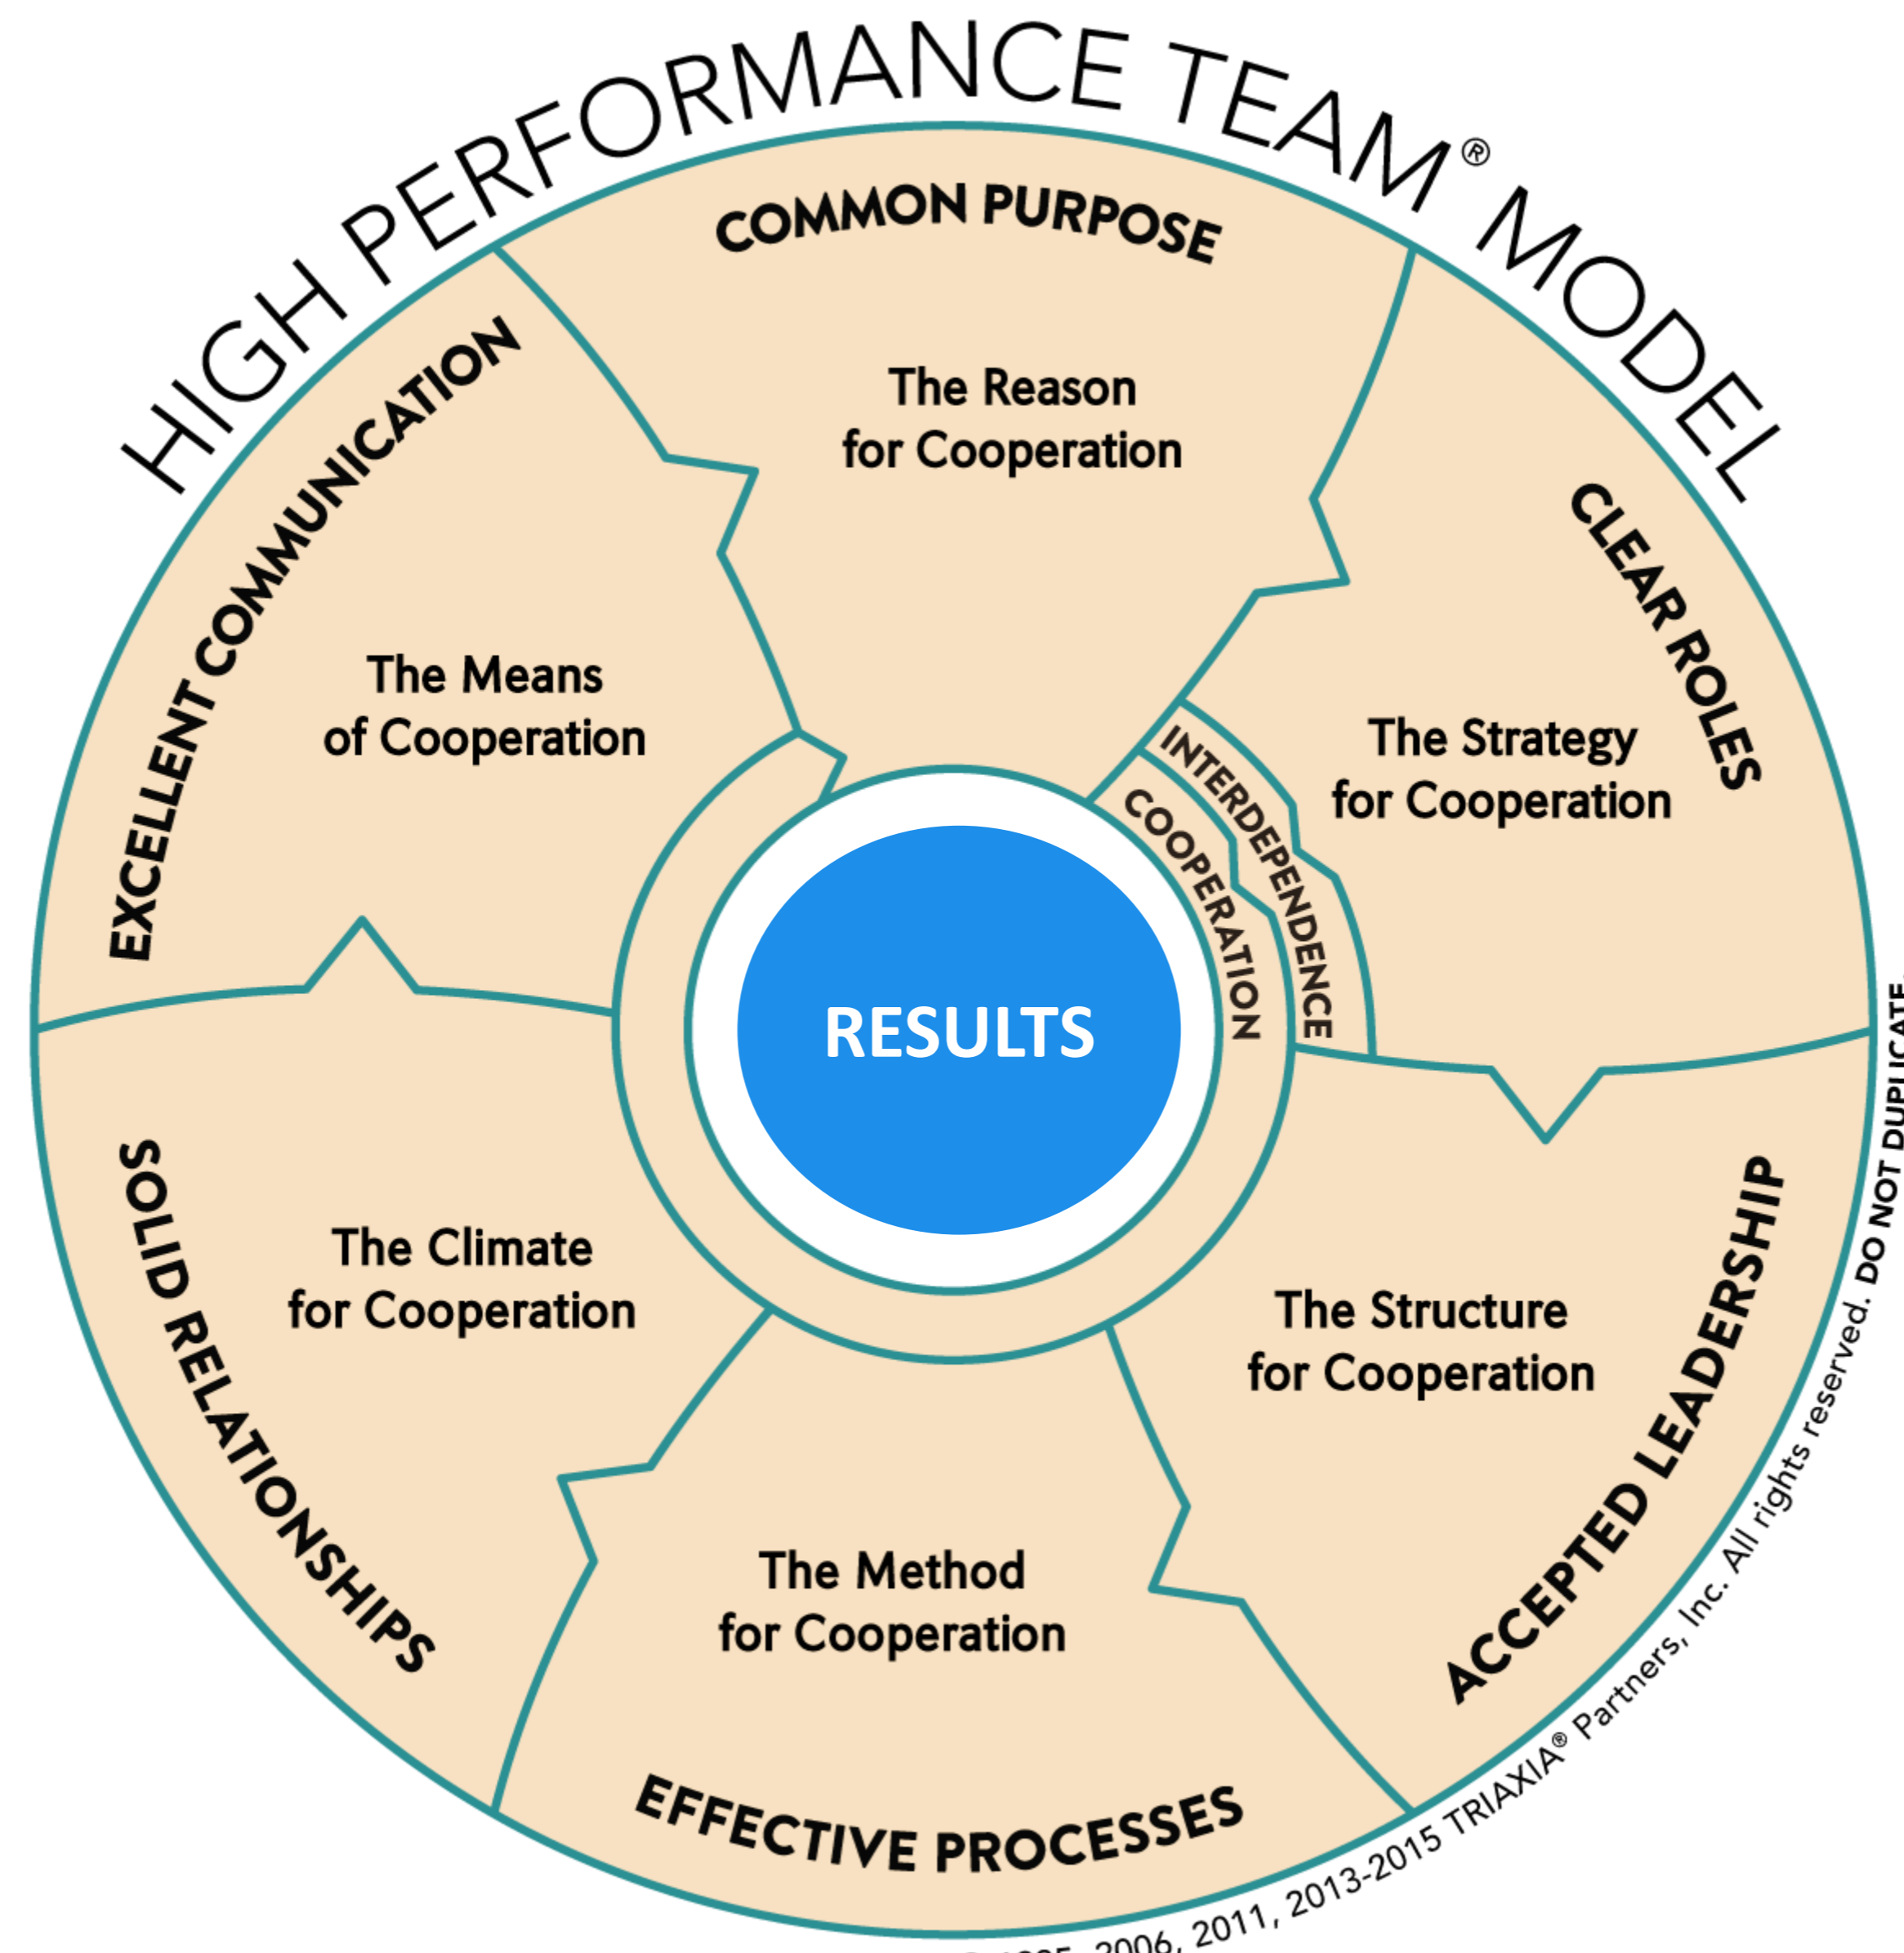 HIGH PERFORMANCE TEAM® MODEL
COMMON PURPOSE
The Reason
for Cooperation
CLEAR ROLES
The Strategy
for Cooperation
INTERDEPENDENCE
COOPERATION
ACCEPTED LEADERSHIP
The Structure
for Cooperation
EFFECTIVE PROCESSES
The Method
for Cooperation
SOLID RELATIONSHIPS
The Climate
for Cooperation
EXCELLENT COMMUNICATION
The Means
of Cooperation
RESULTS
2006, 2011, 2013-2015 TRIAXIA® Partners, Inc. All rights reserved. DO NOT DUPLICATE